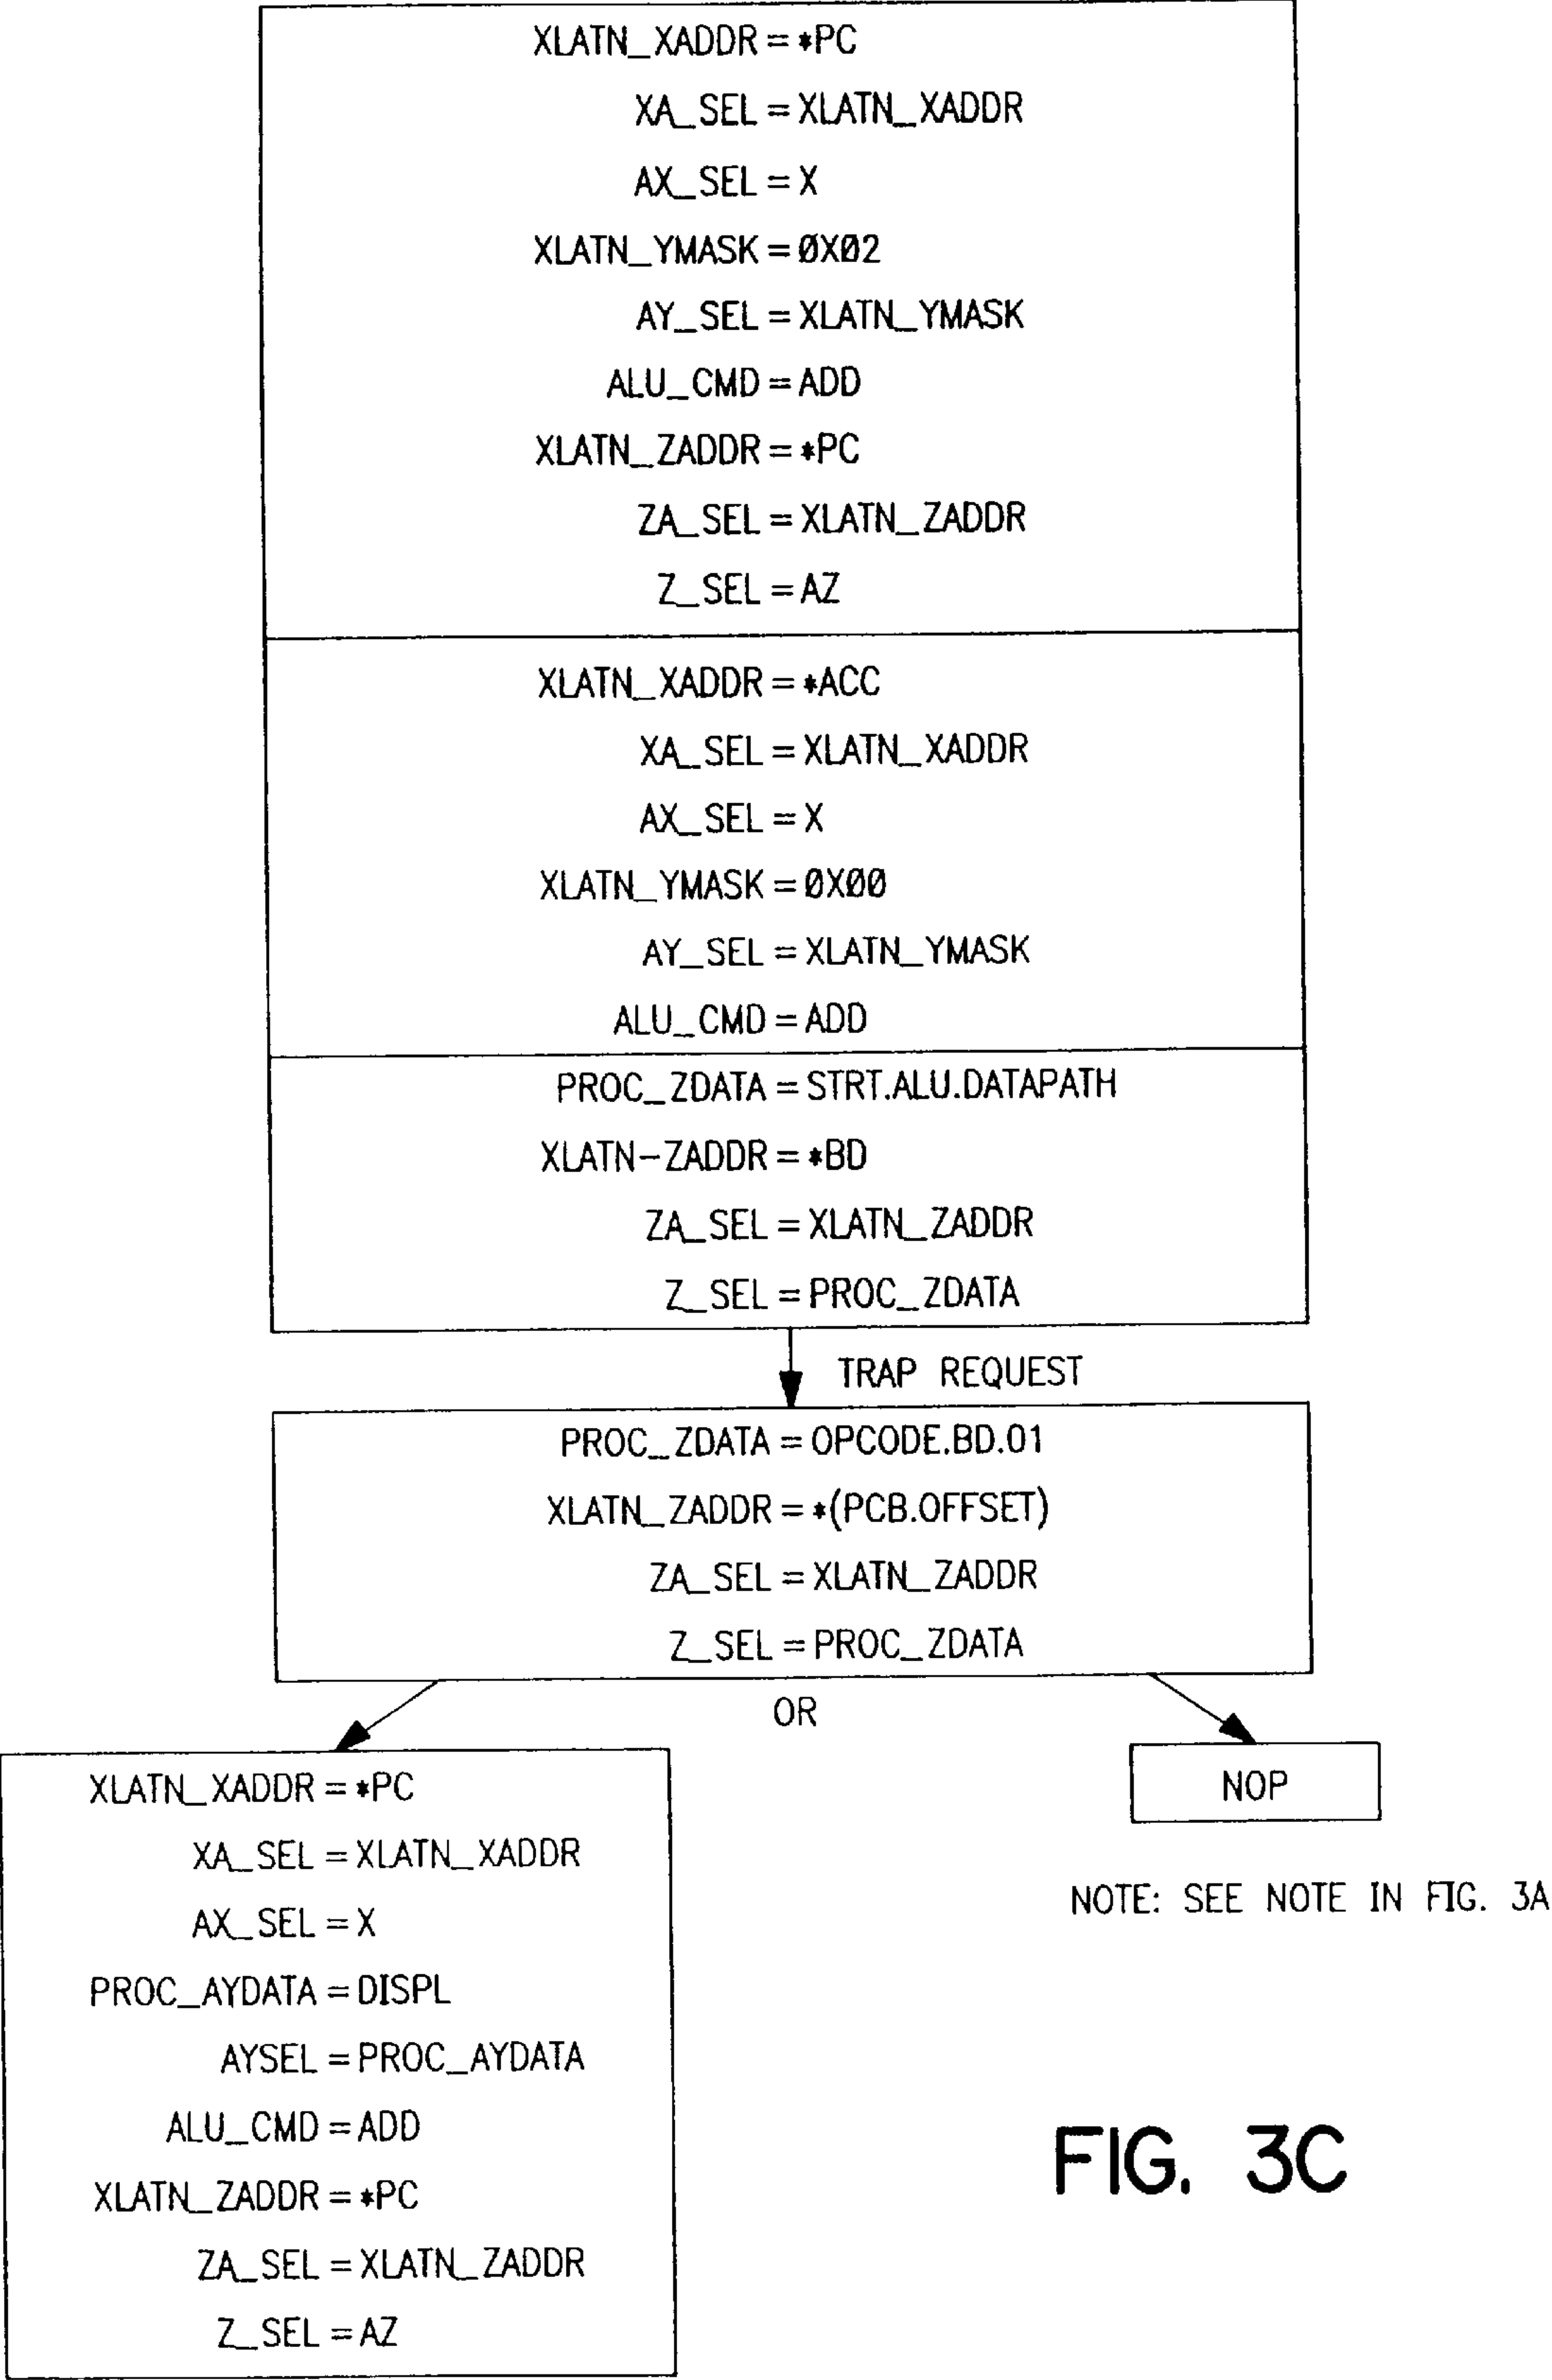 XLATN_XADDR = *PC
XA_SEL = XLATN_XADDR
AX_SEL = X
XLATN_YMASK = 0X02
AY_SEL = XLATN_YMASK
ALU_CMD = ADD
XLATN_ZADDR = *PC
ZA_SEL = XLATN_ZADDR
Z_SEL = AZ
XLATN_XADDR = *ACC
XA_SEL = XLATN_XADDR
AX_SEL = X
XLATN_YMASK = 0X00
AY_SEL = XLATN_YMASK
ALU_CMD = ADD
PROC_ZDATA = STRT.ALU.DATAPATH
XLATN-ZADDR = *BD
ZA_SEL = XLATN_ZADDR
Z_SEL = PROC_ZDATA
TRAP REQUEST
PROC_ZDATA = OPCODE.BD.01
XLATN_ZADDR = *(PCB.OFFSET)
ZA_SEL = XLATN_ZADDR
Z_SEL = PROC_ZDATA
OR
XLATN_XADDR = *PC
XA_SEL = XLATN_XADDR
AX_SEL = X
PROC_AYDATA = DISPL
AYSEL = PROC_AYDATA
ALU_CMD = ADD
XLATN_ZADDR = *PC
ZA_SEL = XLATN_ZADDR
Z_SEL = AZ
NOP
NOTE: SEE NOTE IN FIG. 3A
FIG. 3C